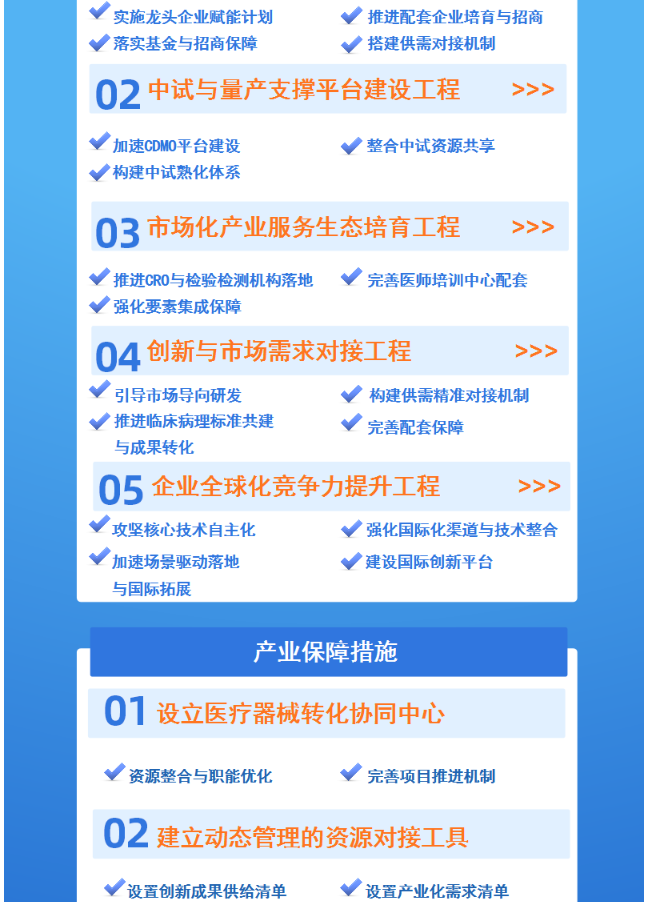 实施龙头企业赋能计划
推进配套企业培育与招商
落实基金与招商保障
搭建供需对接机制
02 中试与量产支撑平台建设工程 >>>
加速CDMO平台建设
整合中试资源共享
构建中试熟化体系
03 市场化产业服务生态培育工程 >>>
推进CRO与检验检测机构落地
完善医师培训中心配套
强化要素集成保障
04 创新与市场需求对接工程 >>>
引导市场导向研发
构建供需精准对接机制
推进临床病理标准共建
与成果转化
完善配套保障
05 企业全球化竞争力提升工程 >>>
攻坚核心技术自主化
强化国际化渠道与技术整合
加速场景驱动落地
与国际拓展
建设国际创新平台
产业保障措施
01 设立医疗器械转化协同中心
资源整合与职能优化
完善项目推进机制
02 建立动态管理的资源对接工具
设置创新成果供给清单
设置产业化需求清单